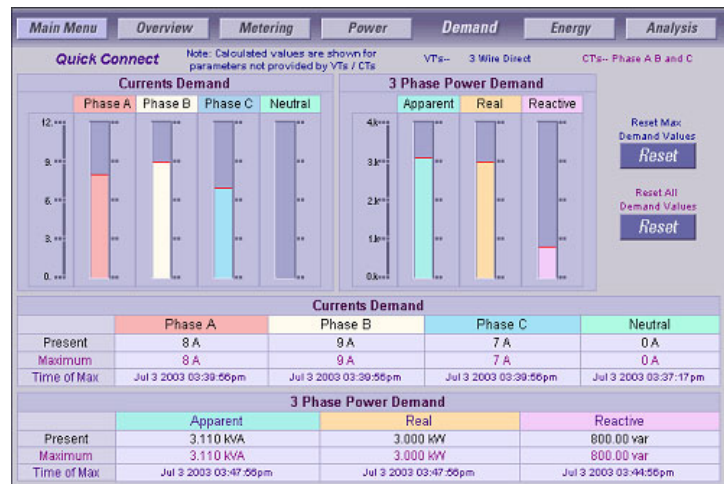 Main Menu Overview Metering Power Demand Energy Analysis
Quick Connect Note: Calculated values are shown for parameters not provided by VTs / CTs VTs-- 3 Wire Direct CTs-- Phase A B and C
Currents Demand
Phase A Phase B Phase C Neutral
12.
9.
6.
3.
0.
3 Phase Power Demand
Apparent Real Reactive
4.k
3.k
2.k
1.k
0.k
Reset Max
Demand Values
Reset
Reset All
Demand Values
Reset
Currents Demand
Phase A Phase B Phase C Neutral
Present 8 A 9 A 7 A 0 A
Maximum 8 A 9 A 7 A 0 A
Time of Max Jul 3 2003 03:39:56pm Jul 3 2003 03:39:56pm Jul 3 2003 03:39:56pm Jul 3 2003 03:37:17pm
3 Phase Power Demand
Apparent Real Reactive
Present 3.110 kVA 3.000 kW 800.00 var
Maximum 3.110 kVA 3.000 kW 800.00 var
Time of Max Jul 3 2003 03:47:56pm Jul 3 2003 03:47:56pm Jul 3 2003 03:44:56pm